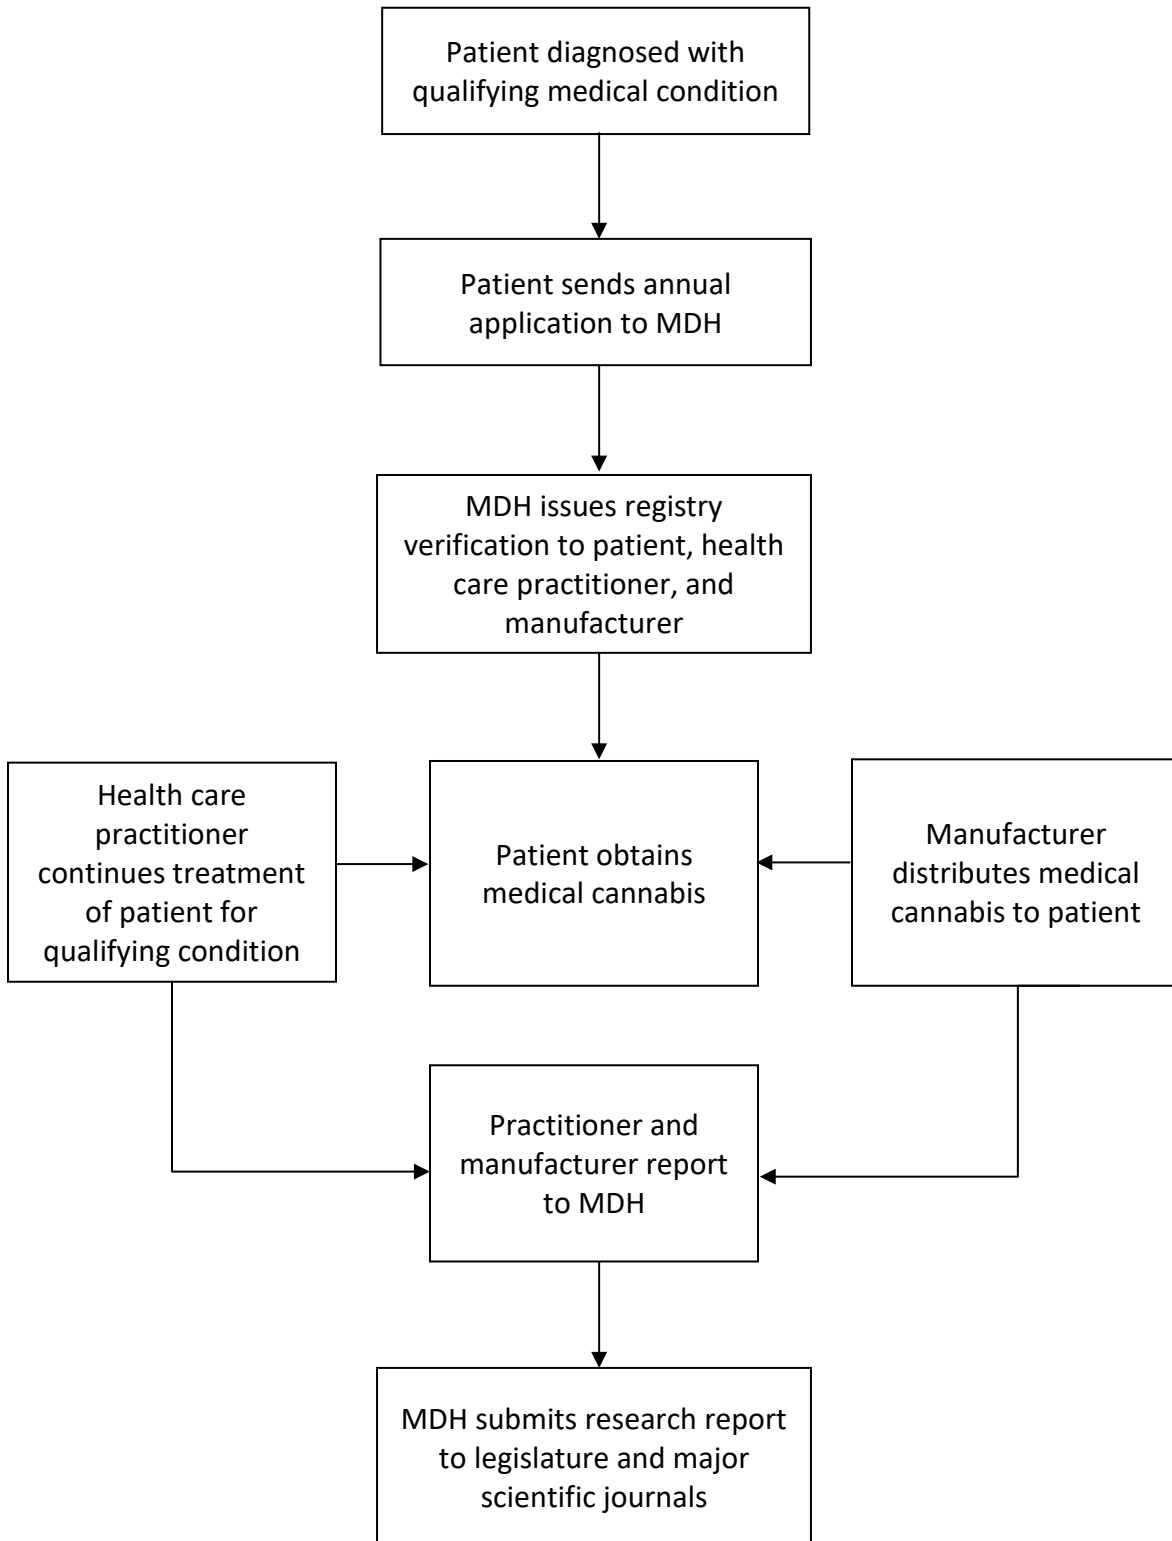 Patient diagnosed with
qualifying medical condition
Patient sends annual
application to MDH
MDH issues registry
verification to patient, health
care practitioner, and
manufacturer
Health care
practitioner
continues treatment
of patient for
qualifying condition
Patient obtains
medical cannabis
Manufacturer
distributes medical
cannabis to patient
Practitioner and
manufacturer report
to MDH
MDH submits research report
to legislature and major
scientific journals